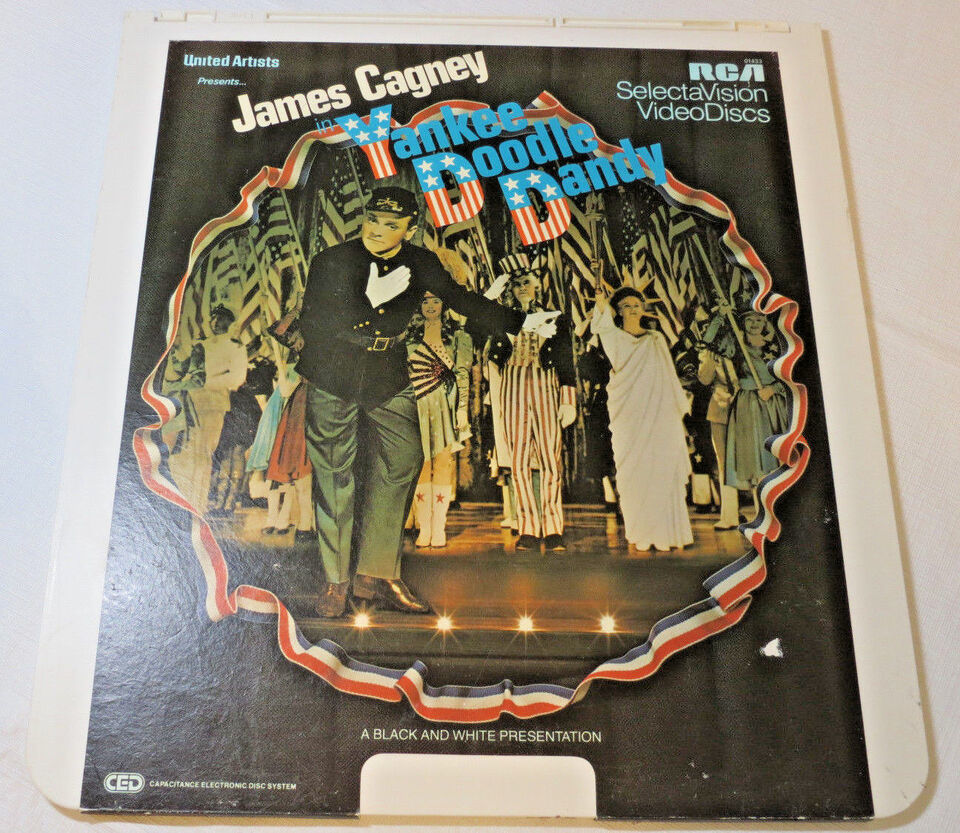 United Artists
Presents...
James Cagney
in Yankee
Doodle
Dandy
01433
RCA
SelectaVision
VideoDiscs
A BLACK AND WHITE PRESENTATION
CED CAPACITANCE ELECTRONIC DISC SYSTEM